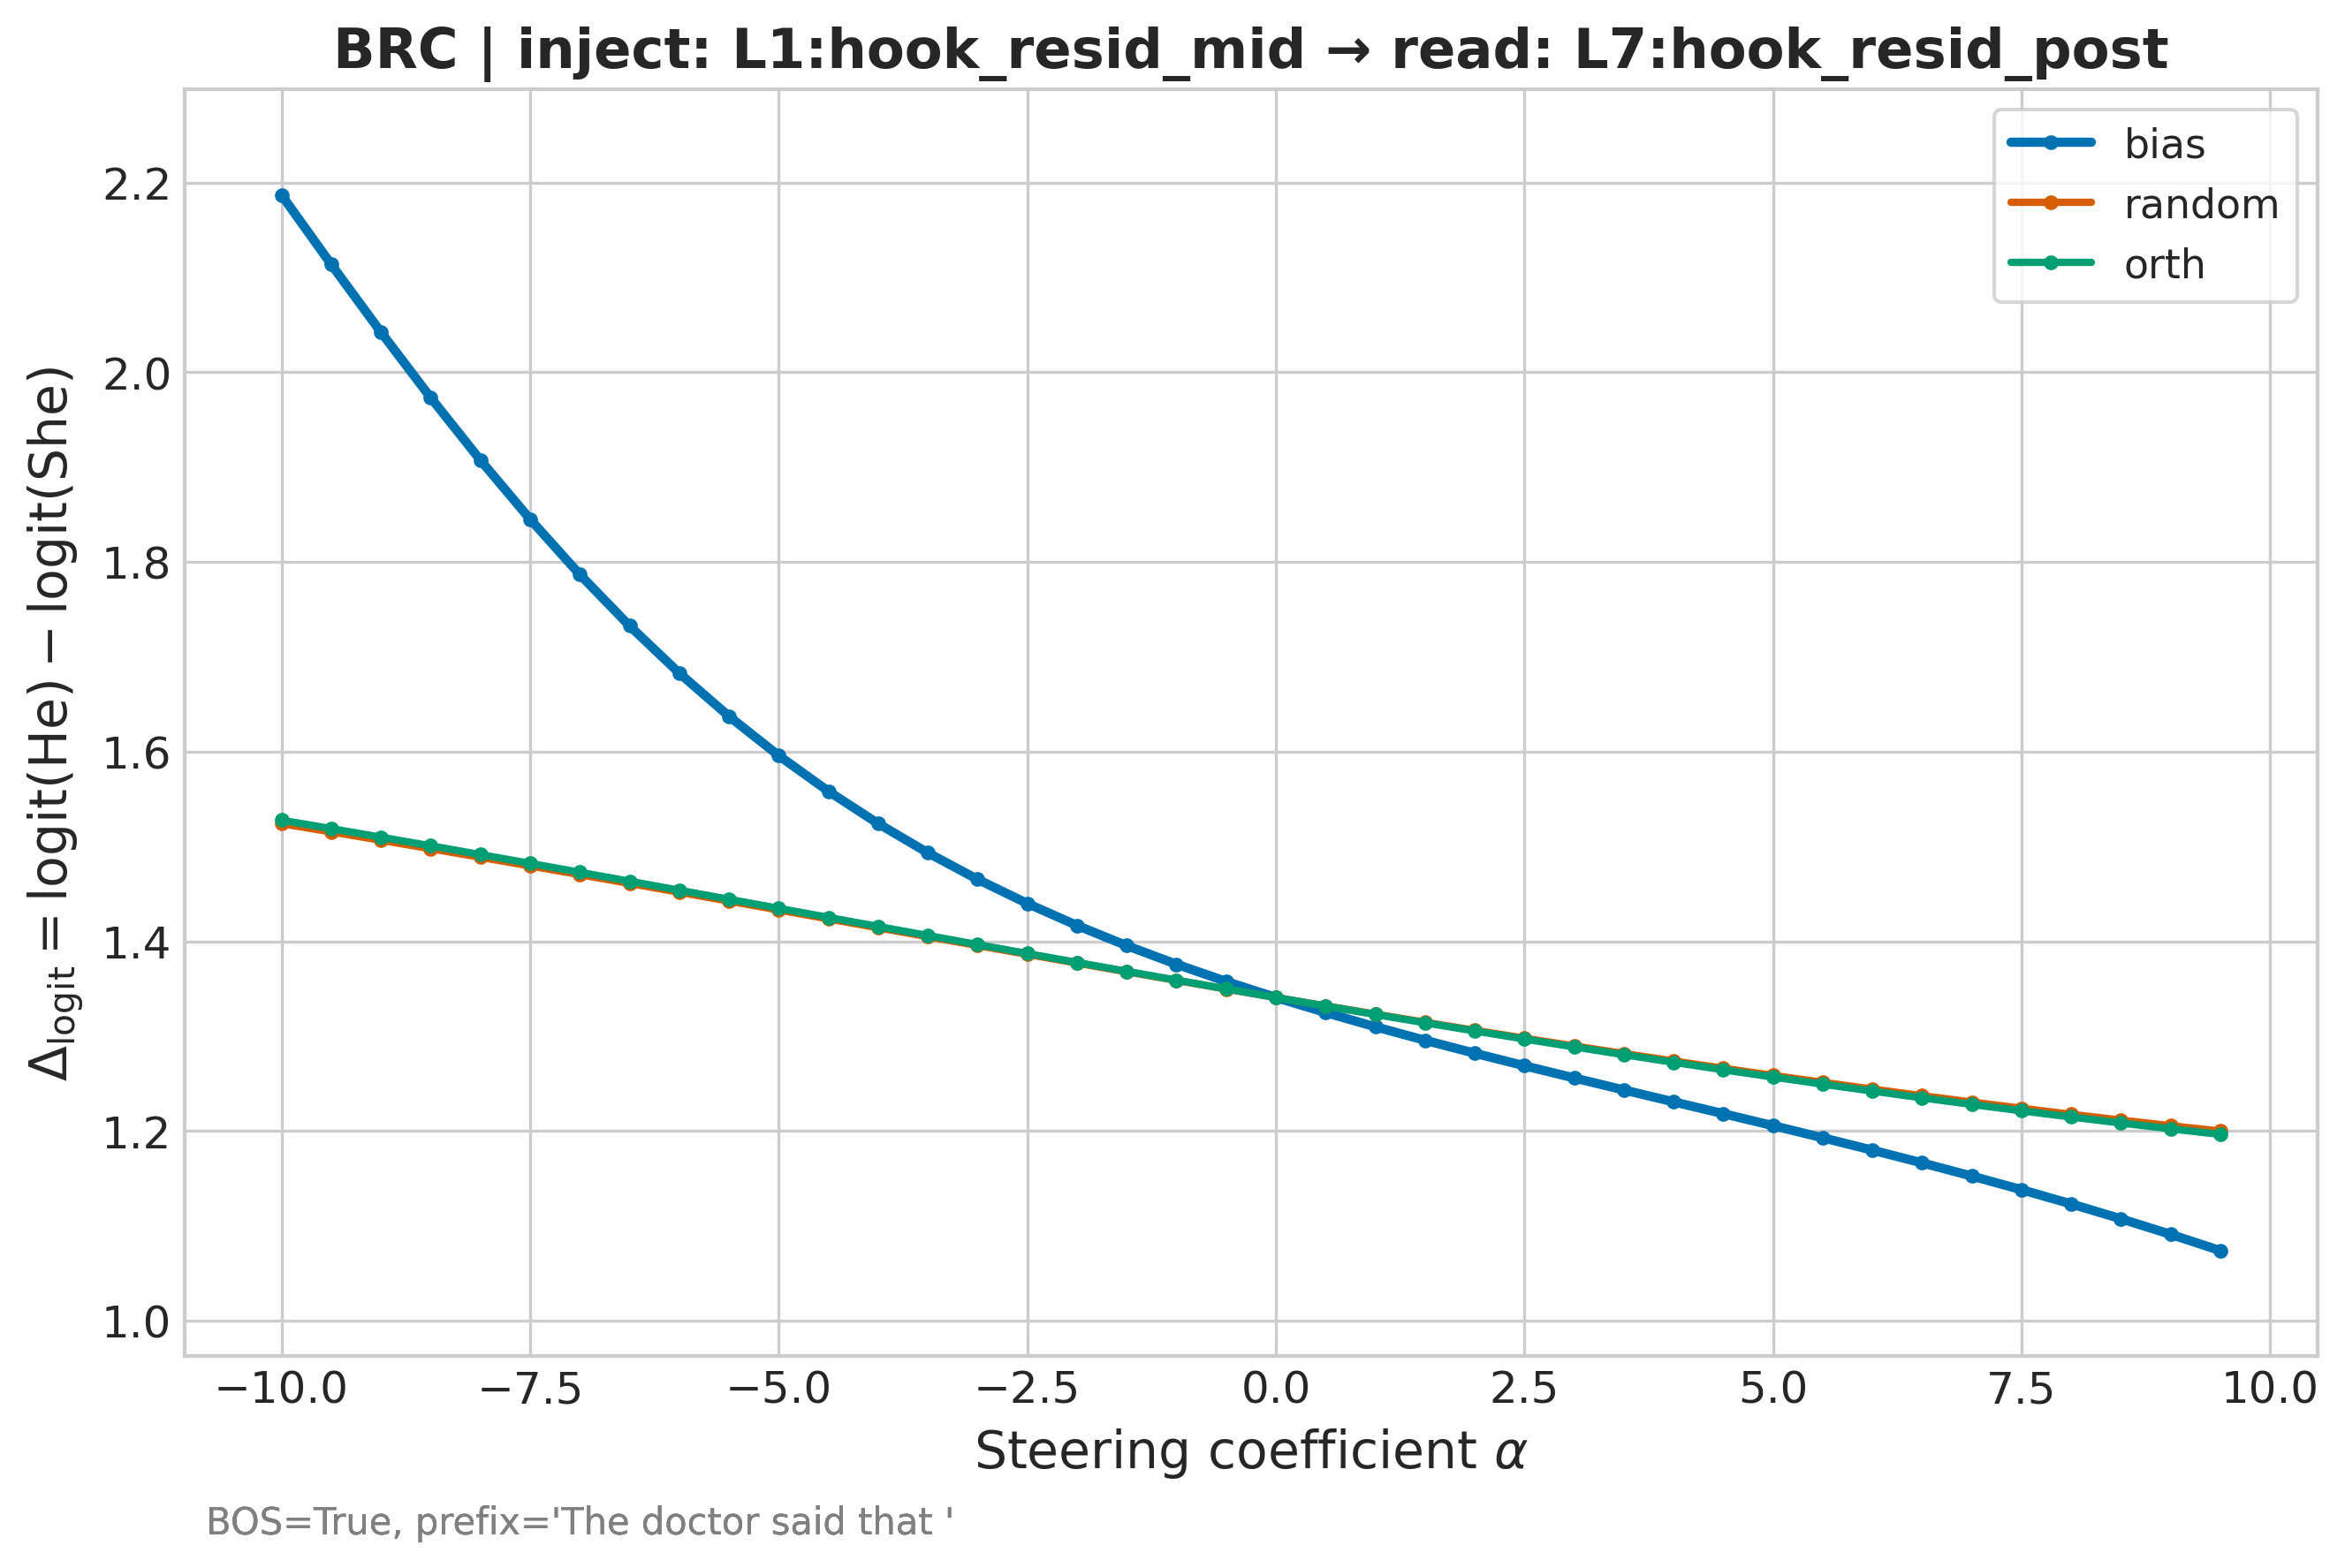 BRC | inject: L1:hook_resid_mid → read: L7:hook_resid_post
bias
random
orth
Δlogit = logit(He) − logit(She)
2.2
2.0
1.8
1.6
1.4
1.2
1.0
−10.0 −7.5 −5.0 −2.5 0.0 2.5 5.0 7.5 10.0
Steering coefficient α
BOS=True, prefix='The doctor said that '